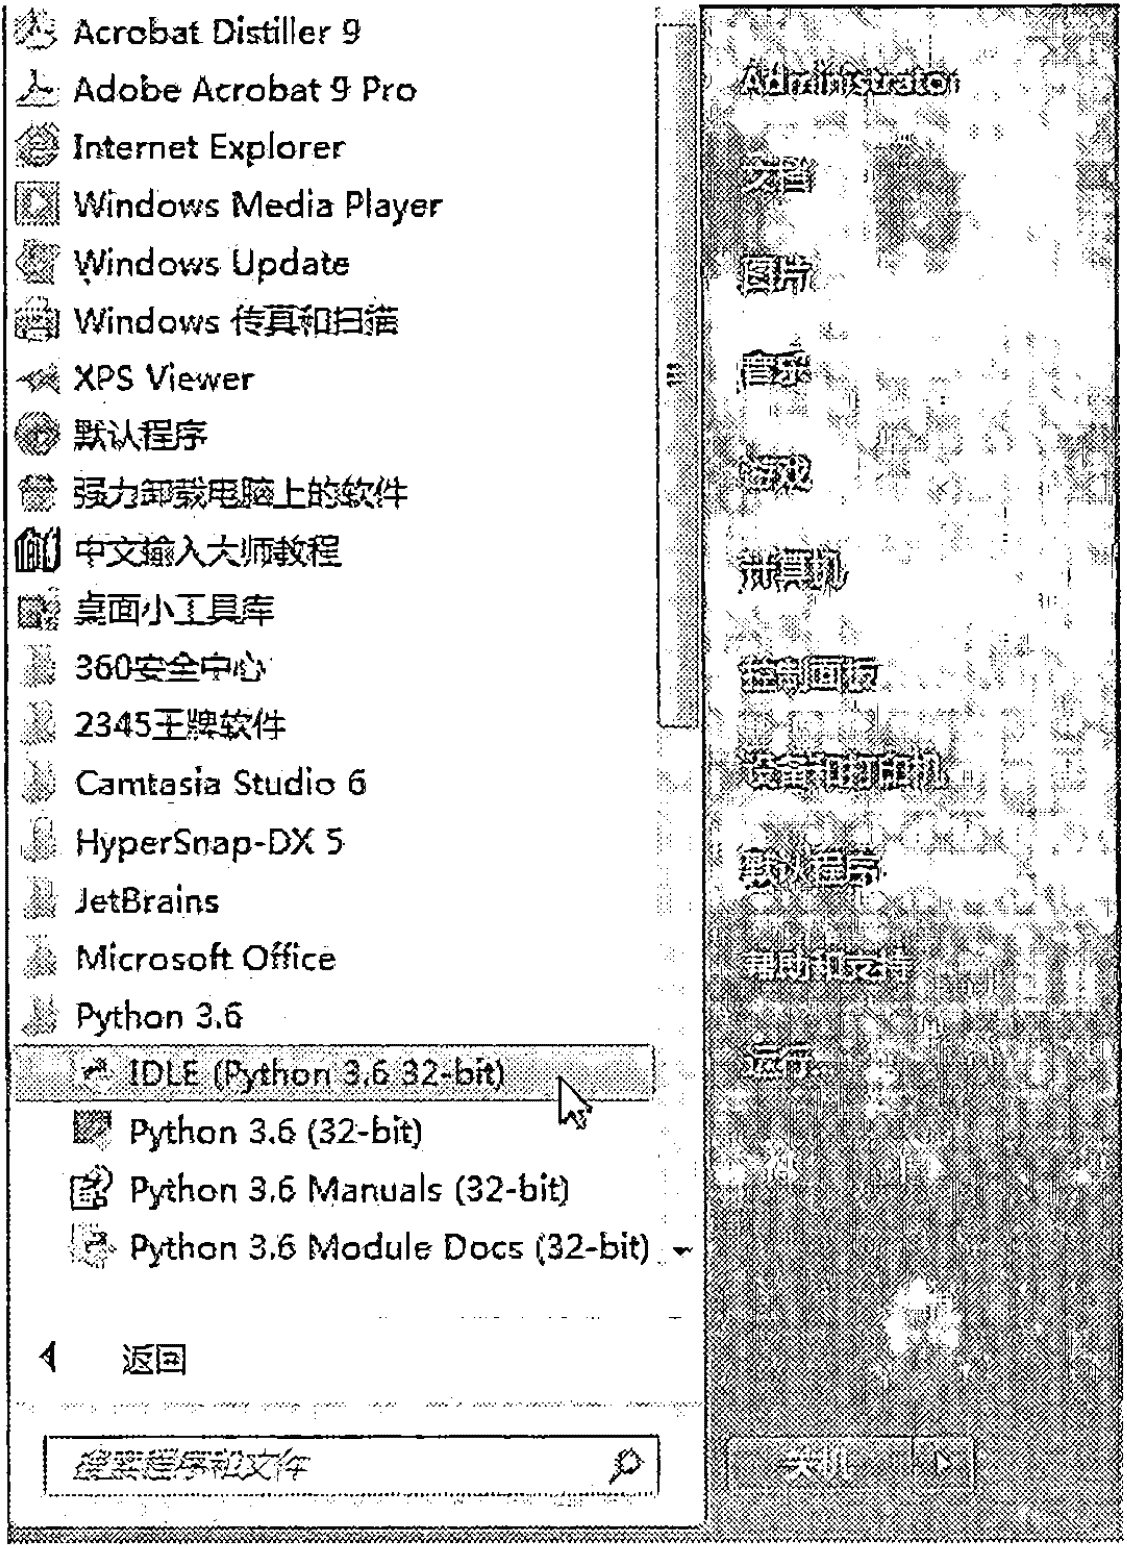 Acrobat Distiller 9
Adobe Acrobat 9 Pro
Internet Explorer
Windows Media Player
Windows Update
Windows 传真和扫描
XPS Viewer
默认程序
强力卸载电脑上的软件
中文输入大师教程
桌面小工具库
360安全中心
2345王牌软件
Camtasia Studio 6
HyperSnap-DX 5
JetBrains
Microsoft Office
Python 3.6
IDLE (Python 3.6 32-bit)
Python 3.6 (32-bit)
Python 3.6 Manuals (32-bit)
Python 3.6 Module Docs (32-bit)
返回
搜索程序和文件
Administrator
文档
图片
音乐
游戏
计算机
控制面板
设备和打印机
默认程序
帮助和支持
运行...
关机